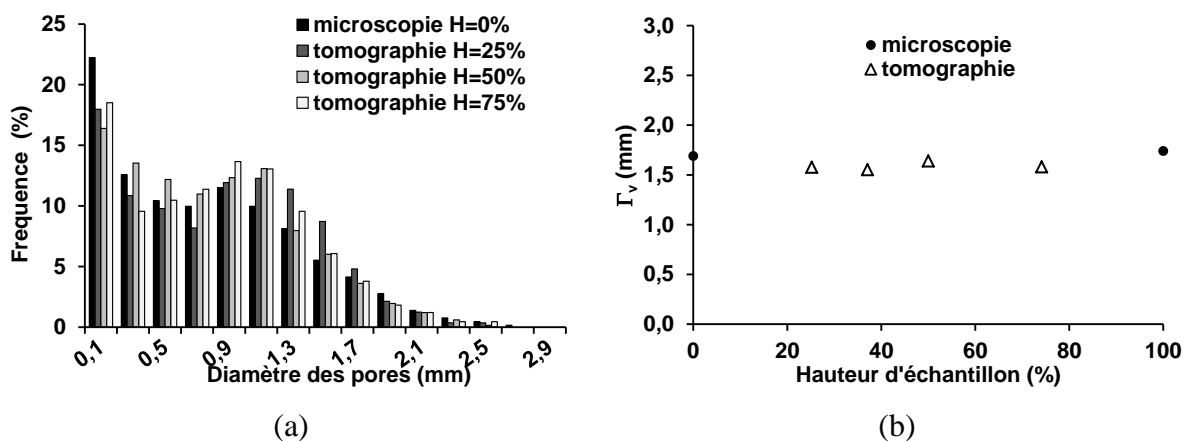 25
20
15
10
5
0
Frequence (%)
microscopie H=0%
tomographie H=25%
tomographie H=50%
tomographie H=75%
0,1 0,5 0,9 1,3 1,7 2,1 2,5 2,9
Diamètre des pores (mm)
(a)
3,0
2,5
2,0
1,5
1,0
0,5
0,0
Γv (mm)
microscopie
tomographie
0 20 40 60 80 100
Hauteur d'échantillon (%)
(b)